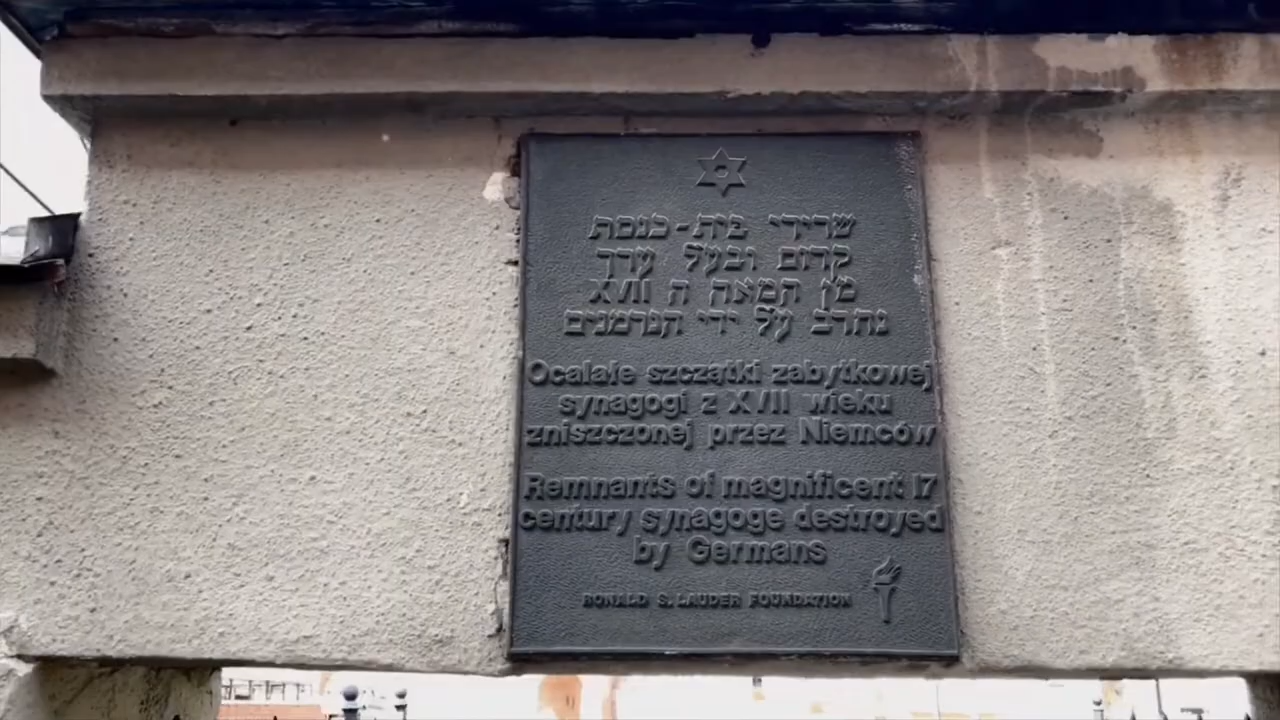 שרידי בית-כנסת
קדום ובעל ערך
מן המאה ה XVII
נחרב על ידי הגרמנים
Ocalałe szczątki zabytkowej
synagogi z XVII wieku
zniszczonej przez Niemców
Remnants of magnificent 17
century synagoge destroyed
by Germans
RONALD S. LAUDER FOUNDATION